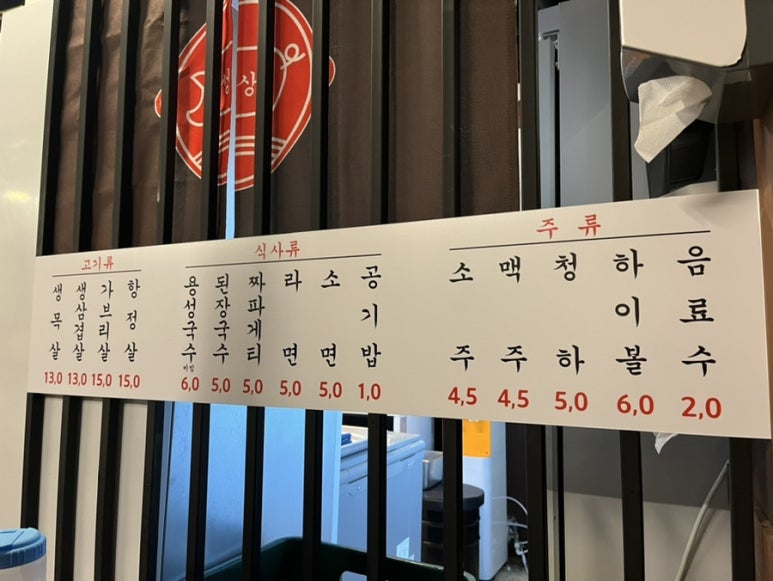 성상
고기류
생목살 13,0
생삼겹살 13,0
가브리살 15,0
항정살 15,0
식사류
용성국수 6,0
된장국수 5,0
짜파게티 5,0
라면 5,0
소면 5,0
공기밥 1,0
주류
소주 4,5
맥주 4,5
청하 5,0
하이볼 6,0
음료수 2,0